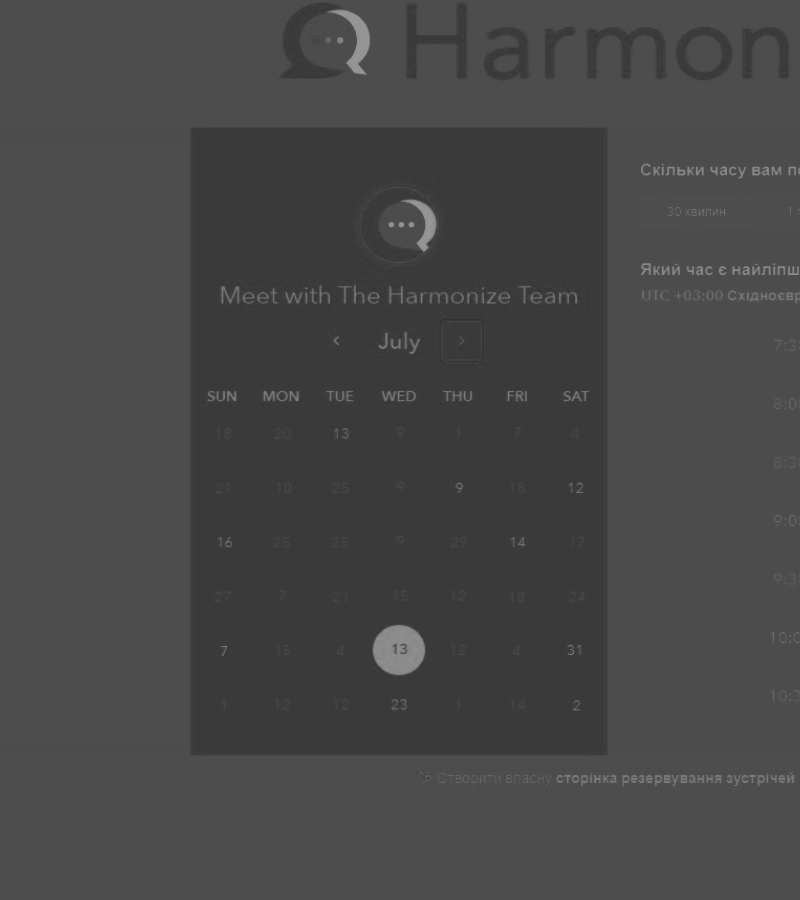 Harmon
Meet with The Harmonize Team
July
SUN MON TUE WED THU FRI SAT
18 20 13 9 1 7 4
21 10 25 9 9 18 12
16 25 25 9 29 14 17
27 7 21 15 12 18 24
7 15 4 13 12 4 31
1 12 12 23 1 14 2
Скільки часу вам по
30 хвилин 1
Який час є найліпш
UTC +03:00 Східноєвр
7:3
8:0
8:3
9:0
9:3
10:0
10:3
Створити власну сторінка резервування зустрічей